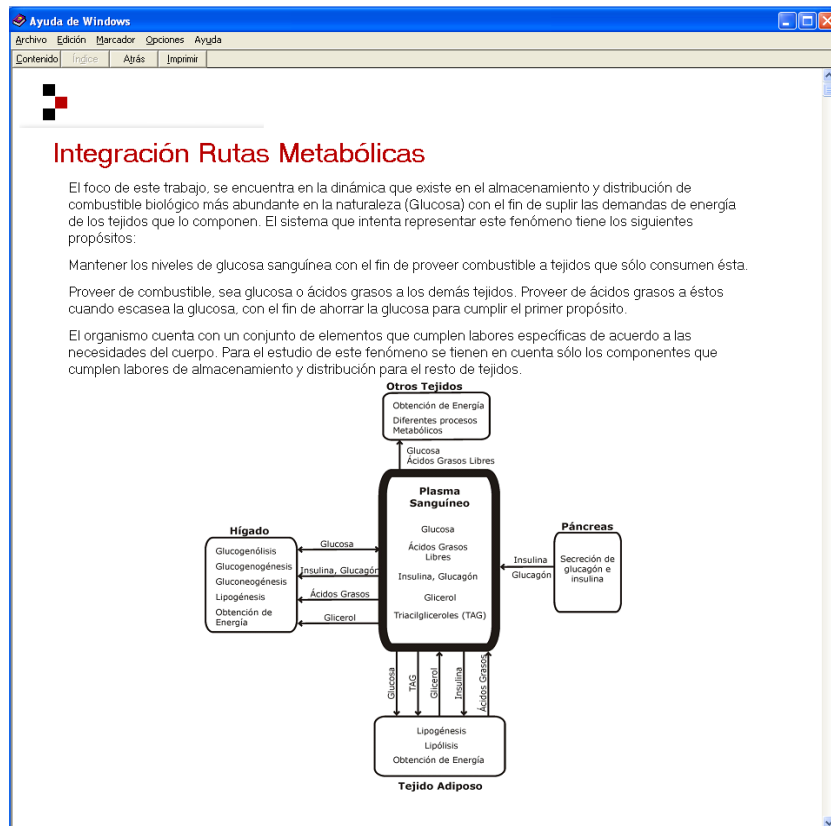 Ayuda de Windows
Archivo Edición Marcador Opciones Ayuda
Contenido Índice Atrás Imprimir
Integración Rutas Metabólicas
El foco de este trabajo, se encuentra en la dinámica que existe en el almacenamiento y distribución de
combustible biológico más abundante en la naturaleza (Glucosa) con el fin de suplir las demandas de energía
de los tejidos que lo componen. El sistema que intenta representar este fenómeno tiene los siguientes
propósitos:
Mantener los niveles de glucosa sanguínea con el fin de proveer combustible a tejidos que sólo consumen ésta.
Proveer de combustible, sea glucosa o ácidos grasos a los demás tejidos. Proveer de ácidos grasos a éstos
cuando escasea la glucosa, con el fin de ahorrar la glucosa para cumplir el primer propósito.
El organismo cuenta con un conjunto de elementos que cumplen labores específicas de acuerdo a las
necesidades del cuerpo. Para el estudio de este fenómeno se tienen en cuenta sólo los componentes que
cumplen labores de almacenamiento y distribución para el resto de tejidos.
Otros Tejidos
Obtención de Energía
Diferentes procesos
Metabólicos
Glucosa
Ácidos Grasos Libres
Plasma
Sanguíneo
Glucosa
Ácidos Grasos
Libres
Insulina, Glucagón
Glicerol
Triacilgliceroles (TAG)
Hígado
Glucogenólisis
Glucogenogénesis
Gluconeogénesis
Lipogénesis
Obtención de
Energía
Glucosa
Insulina, Glucagón
Ácidos Grasos
Glicerol
Páncreas
Secreción de
glucagón e
insulina
Insulina
Glucagón
Glucosa
TAG
Glicerol
Insulina
Ácidos Grasos
Lipogénesis
Lipólisis
Obtención de Energía
Tejido Adiposo